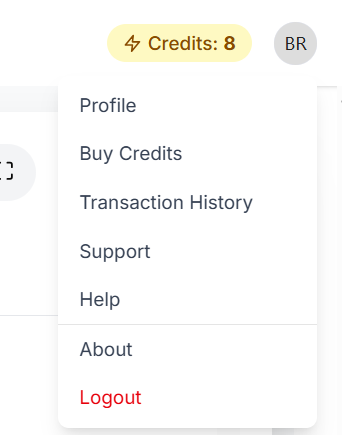 Credits: 8
BR
Profile
Buy Credits
Transaction History
Support
Help
About
Logout